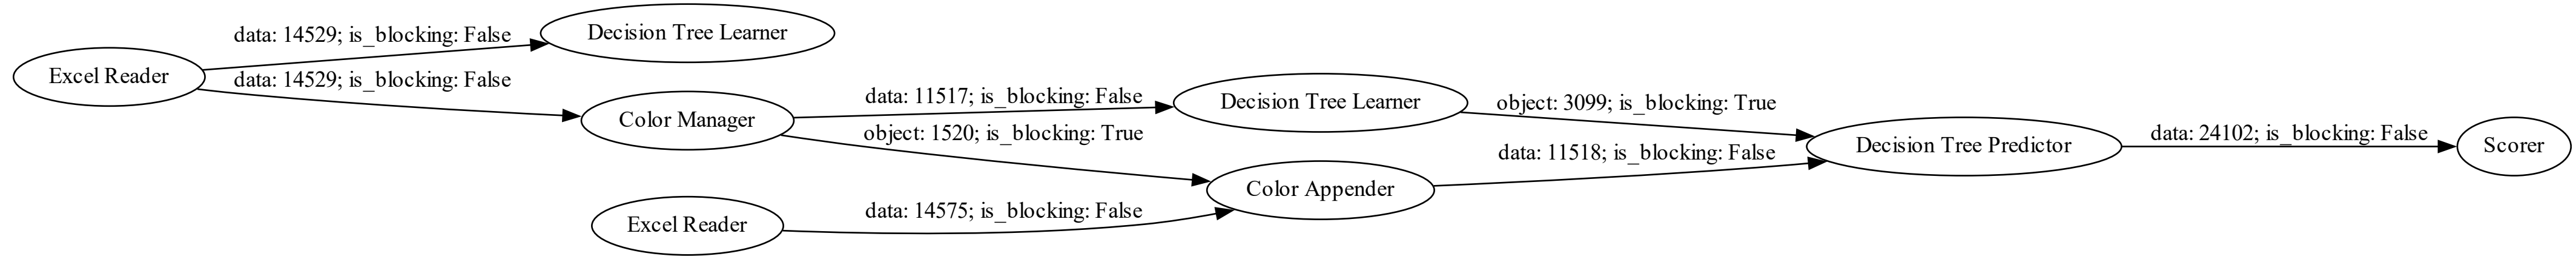 data: 14529; is_blocking: False
Decision Tree Learner
Excel Reader
data: 14529; is_blocking: False
Color Manager
data: 11517; is_blocking: False
Decision Tree Learner
object: 1520; is_blocking: True
object: 3099; is_blocking: True
Excel Reader
data: 14575; is_blocking: False
Color Appender
data: 11518; is_blocking: False
Decision Tree Predictor
data: 24102; is_blocking: False
Scorer